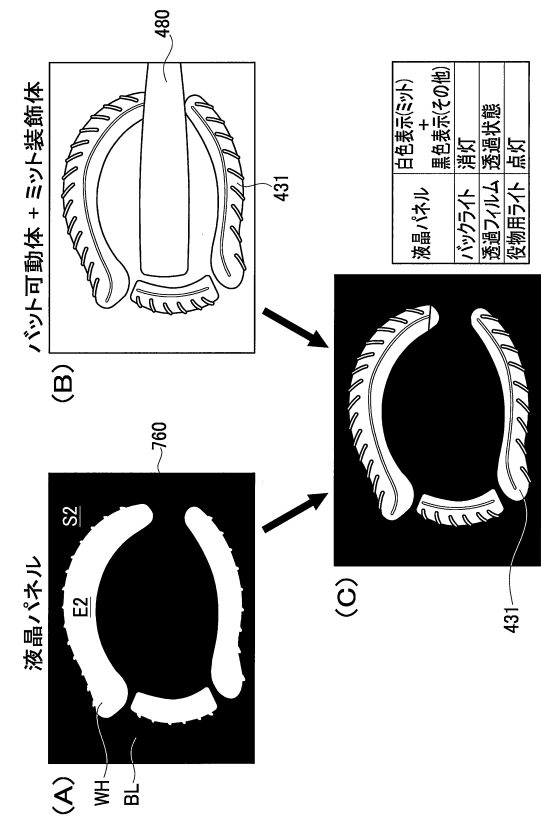 (A)
液晶パネル
WH
E2
S2
BL
760
(B)
バット可動体 + ミット装飾体
480
431
(C)
431
液晶パネル
白色表示(ミット)
+
黒色表示(その他)
バックライト
消灯
透過フィルム
透過状態
役物用ライト
点灯